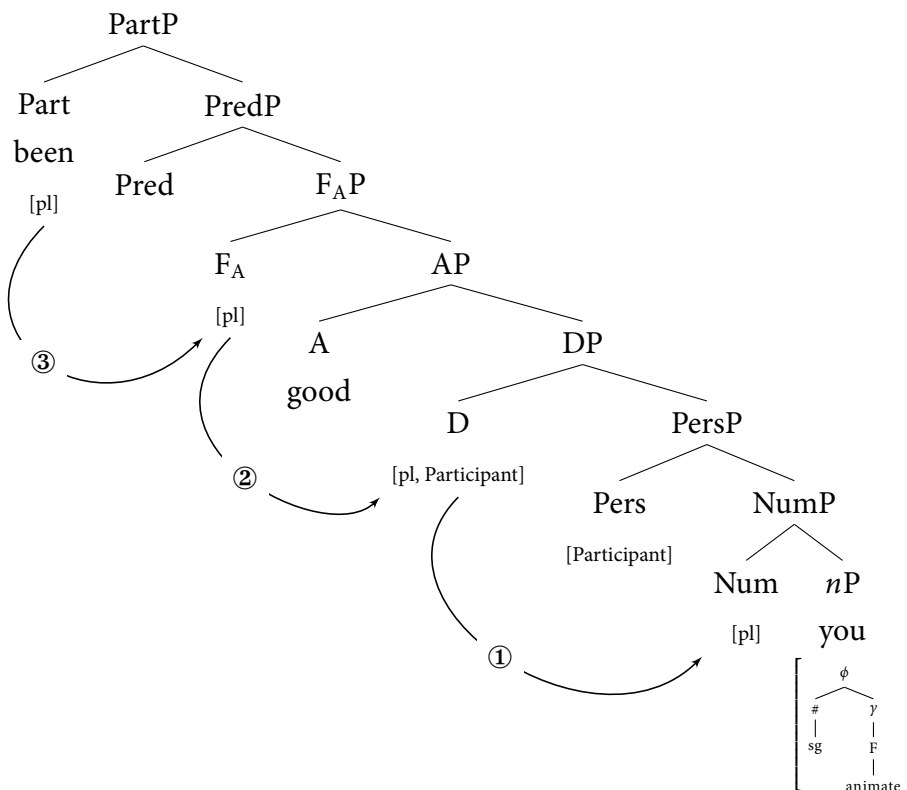 PartP
Part PredP
been
Pred FAP
[pl]
FA AP
[pl]
A DP
③
good
D PersP
②
[pl, Participant]
Pers NumP
[Participant]
Num nP
[pl] you
①
ϕ
# γ
sg F
animate